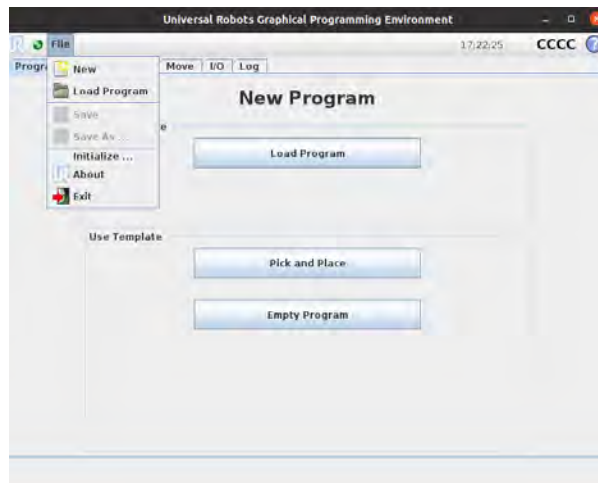 Universal Robots Graphical Programming Environment
File 17:22:25 CCCC ?
Progr Move I/O Log
New
Load Program
Save
Save As ...
Initialize ...
About
Exit
New Program
e
Load Program
Use Template
Pick and Place
Empty Program